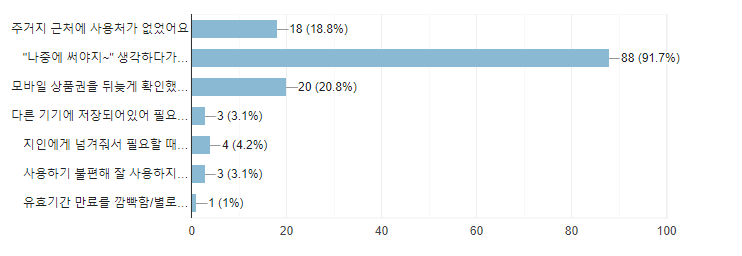 주거지 근처에 사용처가 없었어요
18 (18.8%)
"나중에 써야지~" 생각하다가...
88 (91.7%)
모바일 상품권을 뒤늦게 확인했...
20 (20.8%)
다른 기기에 저장되어있어 필요...
3 (3.1%)
지인에게 넘겨줘서 필요할 때...
4 (4.2%)
사용하기 불편해 잘 사용하지...
3 (3.1%)
유효기간 만료를 깜빡함/별로...
1 (1%)
0
20
40
60
80
100